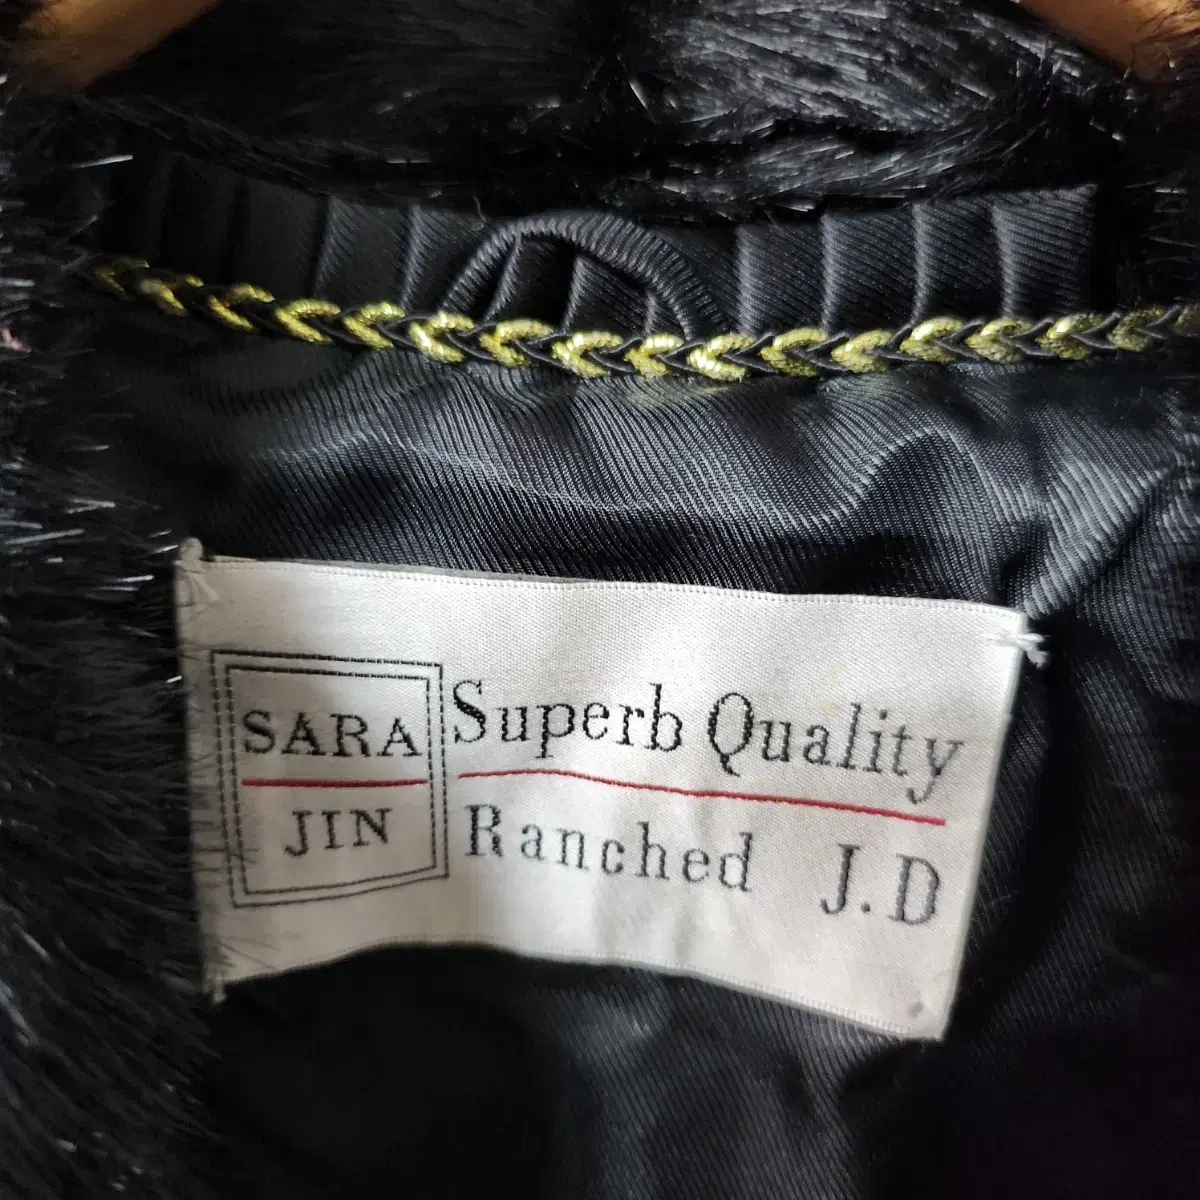 SARA
JIN
Superb Quality
Ranched J.D